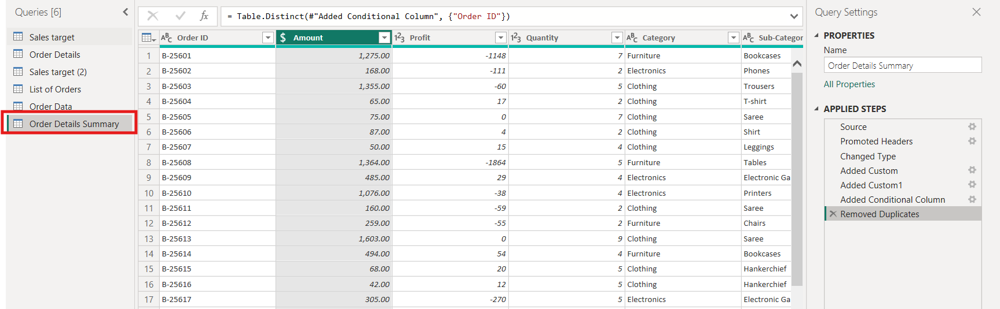 Queries [6]
Sales target
Order Details
Sales target (2)
List of Orders
Order Data
Order Details Summary
fx = Table.Distinct(#"Added Conditional Column", {"Order ID"})
ABC Order ID $ Amount 123 Profit 123 Quantity ABC Category ABC Sub-Categor
1 B-25601 1,275.00 -1148 7 Furniture Bookcases
2 B-25602 168.00 -111 2 Electronics Phones
3 B-25603 1,355.00 -60 5 Clothing Trousers
4 B-25604 65.00 17 2 Clothing T-shirt
5 B-25605 75.00 0 7 Clothing Saree
6 B-25606 87.00 4 2 Clothing Shirt
7 B-25607 50.00 15 4 Clothing Leggings
8 B-25608 1,364.00 -1864 5 Furniture Tables
9 B-25609 485.00 29 4 Electronics Electronic Ga
10 B-25610 1,076.00 -38 4 Electronics Printers
11 B-25611 160.00 -59 2 Clothing Saree
12 B-25612 259.00 -55 2 Furniture Chairs
13 B-25613 1,603.00 0 9 Clothing Saree
14 B-25614 494.00 54 4 Furniture Bookcases
15 B-25615 68.00 20 5 Clothing Hankerchief
16 B-25616 42.00 12 5 Clothing Hankerchief
17 B-25617 305.00 -270 5 Electronics Electronic Ga
Query Settings
PROPERTIES
Name
Order Details Summary
All Properties
APPLIED STEPS
Source
Promoted Headers
Changed Type
Added Custom
Added Custom1
Added Conditional Column
Removed Duplicates